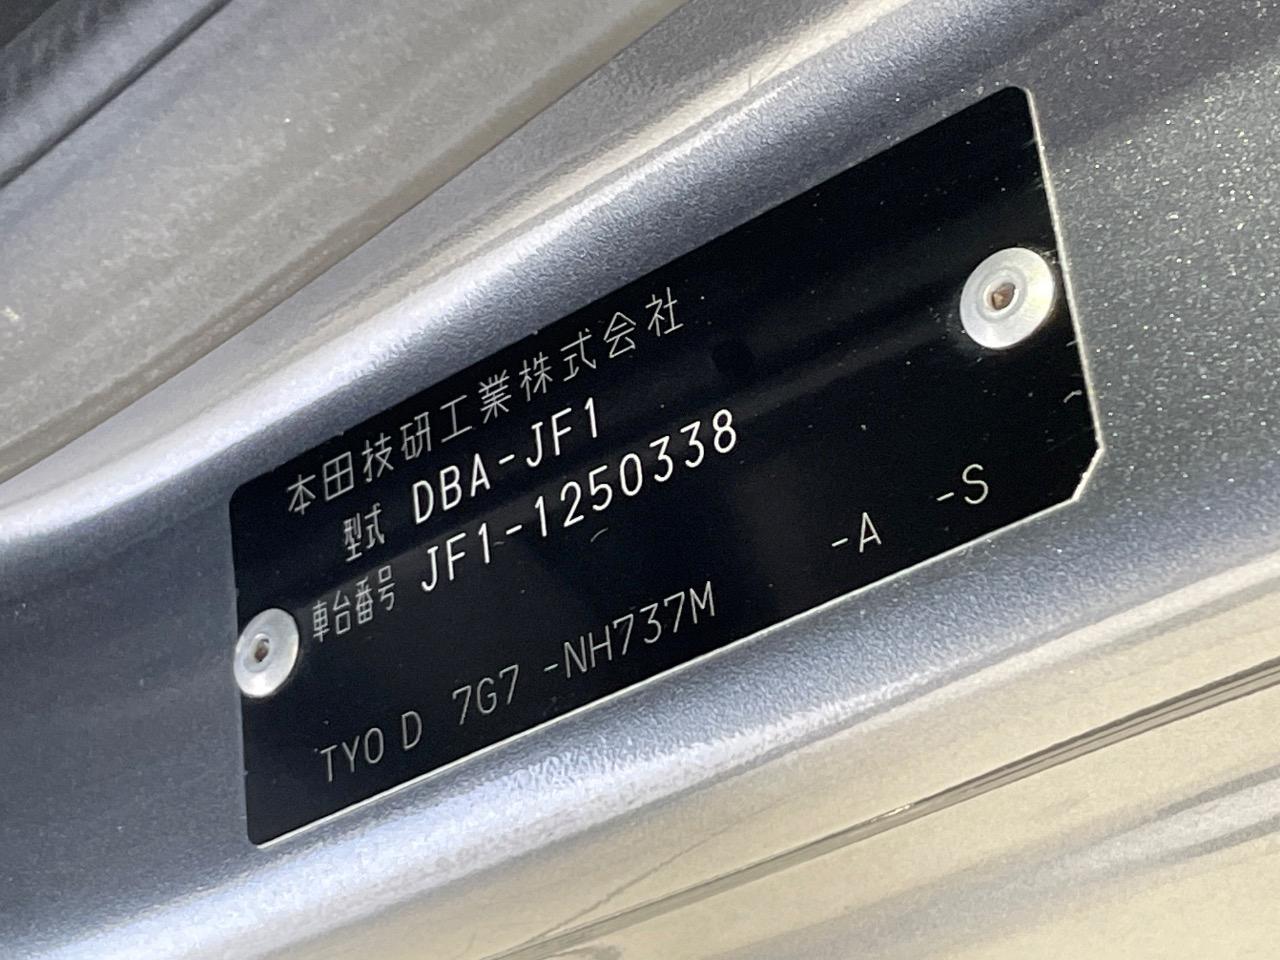 本田技研工業株式会社
型式 DBA-JF1
車台番号 JF1-1250338
TYO D 7G7 -NH737M -A -S